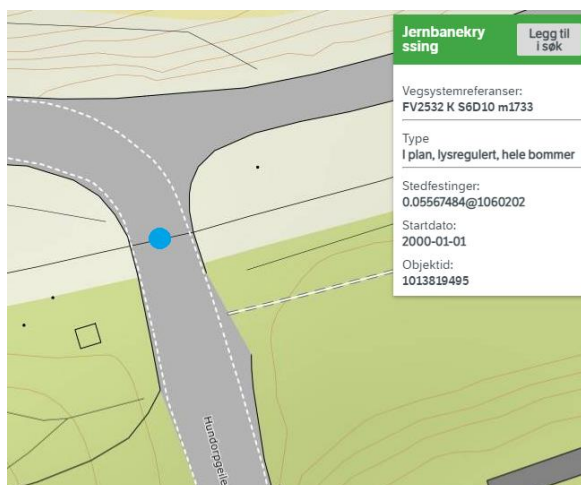 Jernbanekry
ssing
Legg til
i søk
Vegsystemreferanser:
FV2532 K S6D10 m1733
Type
I plan, lysregulert, hele bommer
Stedfestinger:
0.05567484@1060202
Startdato:
2000-01-01
Objektid:
1013819495